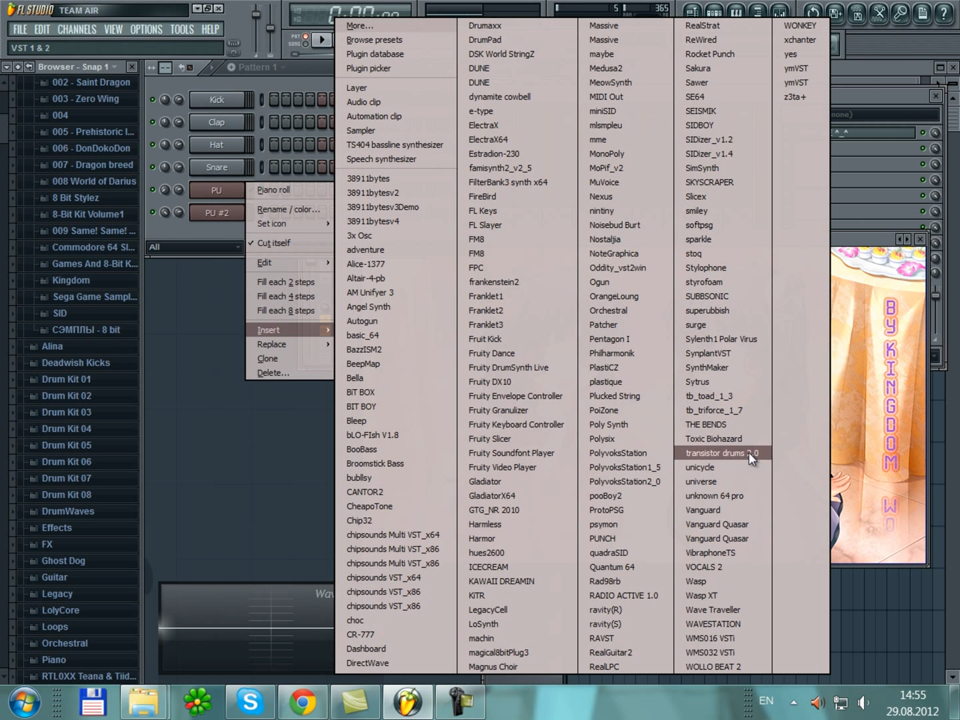 FL STUDIO TEAM AIR
FILE EDIT CHANNELS VIEW OPTIONS TOOLS HELP
VST 1 & 2
0:00
5 365
PAT
SONG
Browser - Snap 1
002 - Saint Dragon
003 - Zero Wing
004
005 - Prehistoric I...
006 - DonDokoDon
007 - Dragon breed
008 World of Darius
8 Bit Stylez
8-Bit Kit Volume1
009 Same! Same! ...
Commodore 64 SI...
Games And 8-Bit K...
Kingdom
Sega Game Sampl...
SID
СЭМПЛЫ - 8 bit
Alina
Deadwish Kicks
Drum Kit 01
Drum Kit 02
Drum Kit 03
Drum Kit 04
Drum Kit 05
Drum Kit 06
Drum Kit 07
Drum Kit 08
DrumWaves
Effects
FX
Ghost Dog
Guitar
Legacy
LolyCore
Loops
Orchestral
Piano
RTL0XX Teana & Tiid...
Pattern 1
Kick
Clap
Hat
Snare
PU
PU #2
All
Piano roll
Rename / color...
Set icon
Cut itself
Edit
Fill each 2 steps
Fill each 4 steps
Fill each 8 steps
Insert
Replace
Clone
Delete...
More...
Browse presets
Plugin database
Plugin picker
Layer
Audio clip
Automation clip
Sampler
TS404 bassline synthesizer
Speech synthesizer
38911bytes
38911bytesv2
38911bytesv3Demo
38911bytesv4
3x Osc
adventure
Alice-1377
Altair-4-pb
AM Unifyer 3
Angel Synth
Autogun
basic_64
BazzISM2
BeepMap
Bella
BIT BOX
BIT BOY
Bleep
bLO-FIsh V1.8
BooBass
Broomstick Bass
bubllsy
CANTOR2
CheapoTone
Chip32
chipsounds Multi VST_x64
chipsounds Multi VST_x86
chipsounds Multi VST_x86
chipsounds VST_x64
chipsounds VST_x86
chipsounds VST_x86
choc
CR-777
Dashboard
DirectWave
Drumaxx
DrumPad
DSK World StringZ
DUNE
DUNE
dynamite cowbell
e-type
ElectraX
ElectraX64
Estradion-230
famisynth2_v2_5
FilterBank3 synth x64
FireBird
FL Keys
FL Slayer
FM8
FM8
FPC
frankenstein2
Franklet1
Franklet2
Franklet3
Fruit Kick
Fruity Dance
Fruity DrumSynth Live
Fruity DX10
Fruity Envelope Controller
Fruity Granulizer
Fruity Keyboard Controller
Fruity Slicer
Fruity Soundfont Player
Fruity Video Player
Gladiator
GladiatorX64
GTG_NR 2010
Harmless
Harmor
hues2600
ICECREAM
KAWAII DREAMIN
KITR
LegacyCell
LoSynth
machin
magical8bitPlug3
Magnus Choir
Massive
Massive
maybe
Medusa2
MeowSynth
MIDI Out
miniSID
mlsmpleu
mme
MonoPoly
MoPif_v2
MuVoice
Nexus
nintiny
Noisebud Burt
Nostaljia
NoteGraphica
Oddity_vst2win
Ogun
OrangeLoung
Orchestral
Patcher
Pentagon I
Philharmonik
PlastiCZ
plastique
Plucked String
PoiZone
Poly Synth
Polysix
PolyvoksStation
PolyvoksStation1_5
PolyvoksStation2_0
pooBoy2
ProtoPSG
psymon
PUNCH
quadraSID
Quantum 64
Rad98rb
RADIO ACTIVE 1.0
ravity(R)
ravity(S)
RAVST
RealGuitar2
RealLPC
RealStrat
ReWired
Rocket Punch
Sakura
Sawer
SE64
SEISMIK
SIDBOY
SIDizer_v1.2
SIDizer_v1.4
SimSynth
SKYSCRAPER
Slicex
smiley
softpsg
sparkle
stoq
Stylophone
styrofoam
SUBBSONIC
superubbish
surge
Sylenth1 Polar Virus
SynplantVST
SynthMaker
Sytrus
tb_toad_1_3
tb_triforce_1_7
THE BENDS
Toxic Biohazard
transistor drums 2.0
unicycle
universe
unknown 64 pro
Vanguard
Vanguard Quasar
Vanguard Quasar
VibraphoneTS
VOCALS 2
Wasp
Wasp XT
Wave Traveller
WAVESTATION
WMS016 VSTi
WMS032 VSTi
WOLLO BEAT 2
WONKEY
xchanter
yes
ymVST
ymVST
z3ta+
BY KINGDOM
EN
14:55
29.08.2012